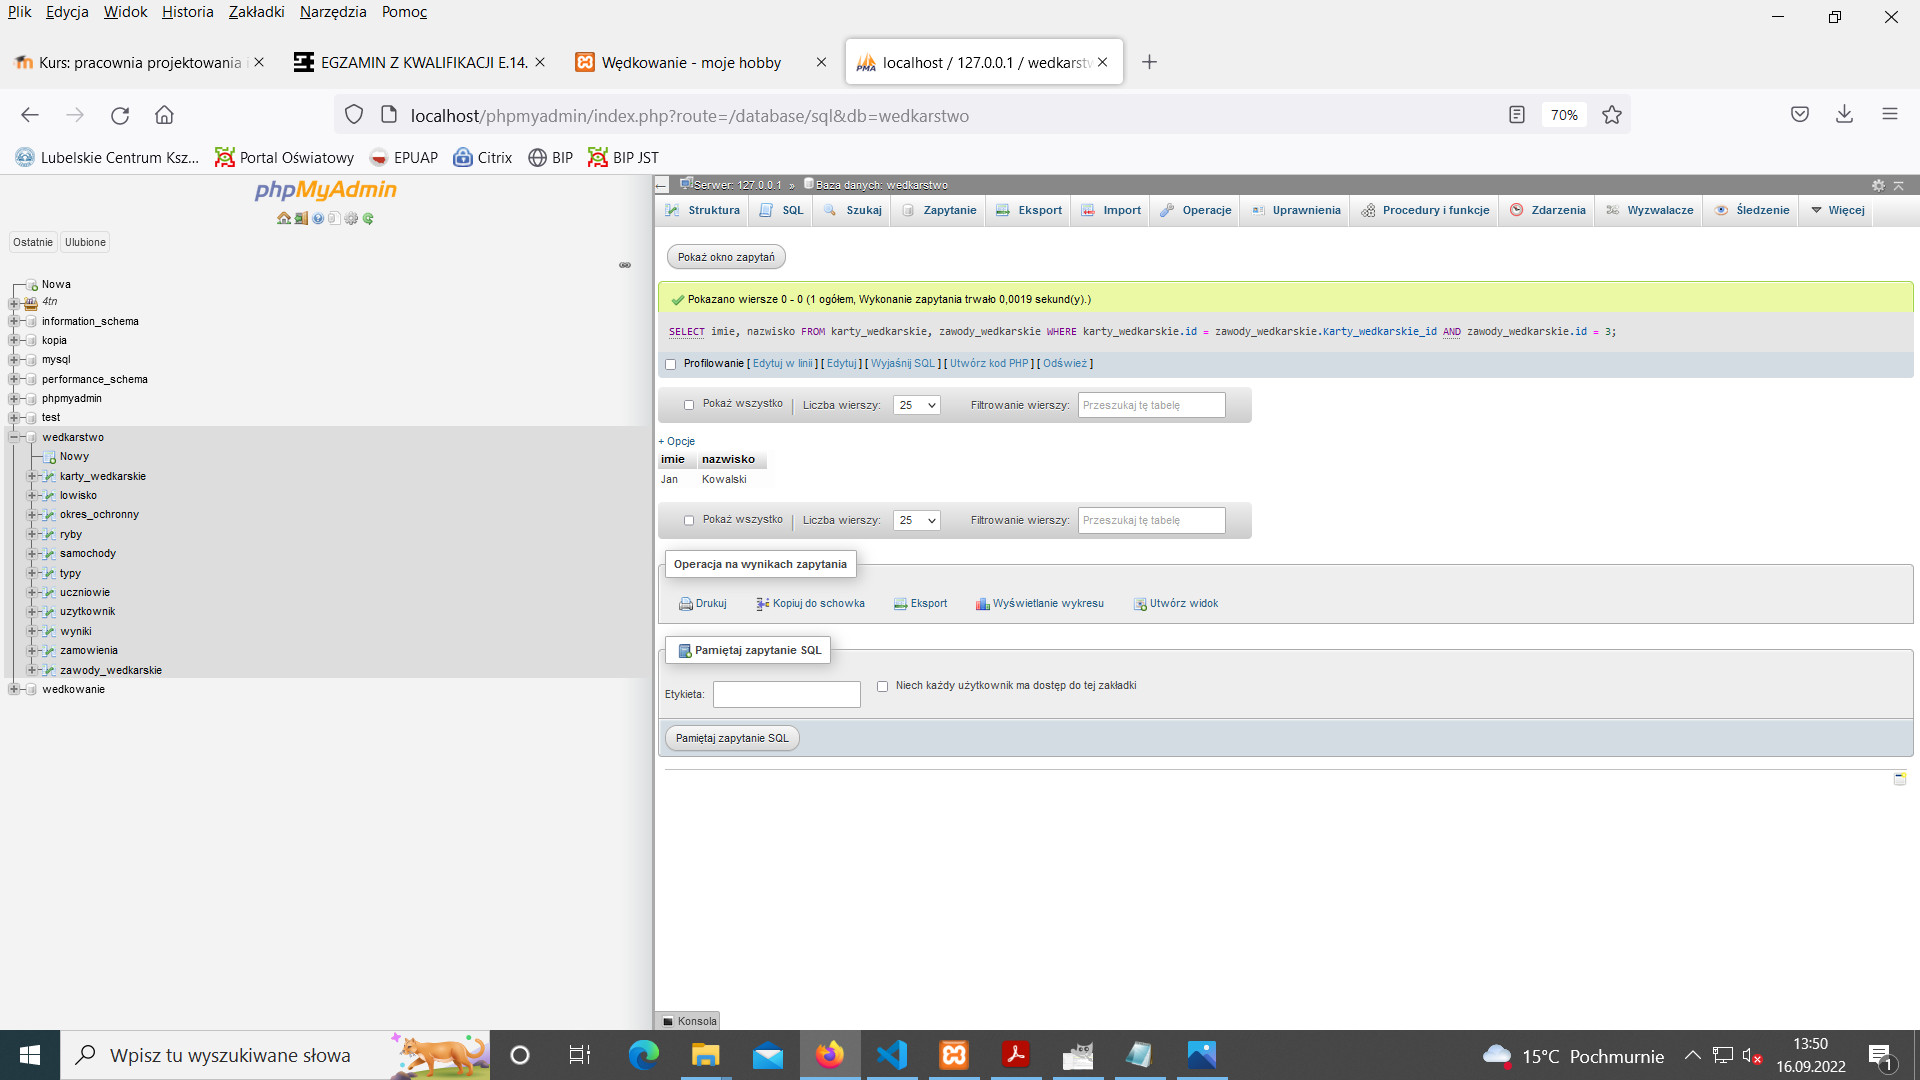 Plik Edycja Widok Historia Zakładki Narzędzia Pomoc
Kurs: pracownia projektowania i
EGZAMIN Z KWALIFIKACJI E.14.
Wędkowanie - moje hobby
localhost / 127.0.0.1 / wedkarstw
localhost/phpmyadmin/index.php?route=/database/sql&db=wedkarstwo
70%
Lubelskie Centrum Ksz... Portal Oświatowy EPUAP Citrix BIP BIP JST
phpMyAdmin
Ostatnie Ulubione
Nowa
4tn
information_schema
kopia
mysql
performance_schema
phpmyadmin
test
wedkarstwo
Nowy
karty_wedkarskie
lowisko
okres_ochronny
ryby
samochody
typy
uczniowie
uzytkownik
wyniki
zamowienia
zawody_wedkarskie
wedkowanie
Serwer: 127.0.0.1 » Baza danych: wedkarstwo
Struktura SQL Szukaj Zapytanie Eksport Import Operacje Uprawnienia Procedury i funkcje Zdarzenia Wyzwalacze Śledzenie Więcej
Pokaż okno zapytań
Pokazano wiersze 0 - 0 (1 ogółem, Wykonanie zapytania trwało 0,0019 sekund(y).)
SELECT imie, nazwisko FROM karty_wedkarskie, zawody_wedkarskie WHERE karty_wedkarskie.id = zawody_wedkarskie.Karty_wedkarskie_id AND zawody_wedkarskie.id = 3;
Profilowanie [ Edytuj w linii ] [ Edytuj ] [ Wyjaśnij SQL ] [ Utwórz kod PHP ] [ Odśwież ]
Pokaż wszystko Liczba wierszy: 25 Filtrowanie wierszy: Przeszukaj tę tabelę
+ Opcje
imie nazwisko
Jan Kowalski
Pokaż wszystko Liczba wierszy: 25 Filtrowanie wierszy: Przeszukaj tę tabelę
Operacja na wynikach zapytania
Drukuj Kopiuj do schowka Eksport Wyświetlanie wykresu Utwórz widok
Pamiętaj zapytanie SQL
Etykieta: Niech każdy użytkownik ma dostęp do tej zakładki
Pamiętaj zapytanie SQL
Konsola
Wpisz tu wyszukiwane słowa
15°C Pochmurnie
13:50
16.09.2022
1